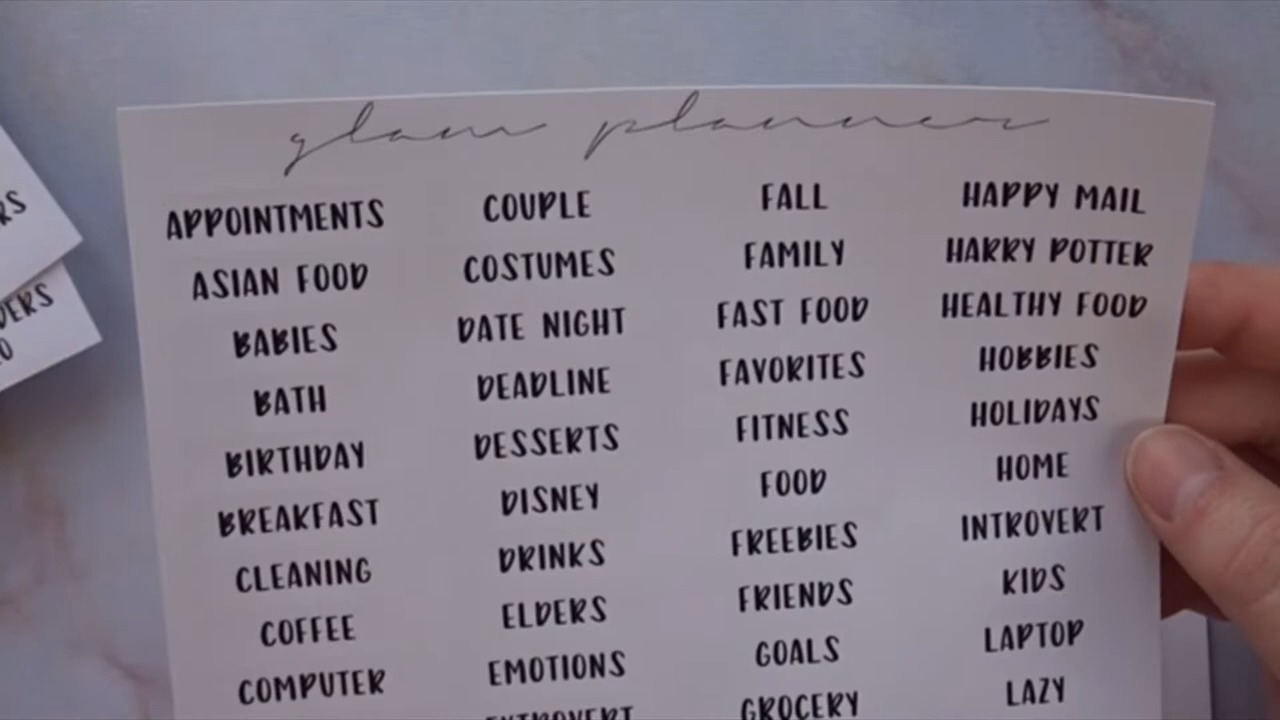 glam planner
APPOINTMENTS
ASIAN FOOD
BABIES
BATH
BIRTHDAY
BREAKFAST
CLEANING
COFFEE
COMPUTER
COUPLE
COSTUMES
DATE NIGHT
DEADLINE
DESSERTS
DISNEY
DRINKS
ELDERS
EMOTIONS
EXTROVERT
FALL
FAMILY
FAST FOOD
FAVORITES
FITNESS
FOOD
FREEBIES
FRIENDS
GOALS
GROCERY
HAPPY MAIL
HARRY POTTER
HEALTHY FOOD
HOBBIES
HOLIDAYS
HOME
INTROVERT
KIDS
LAPTOP
LAZY